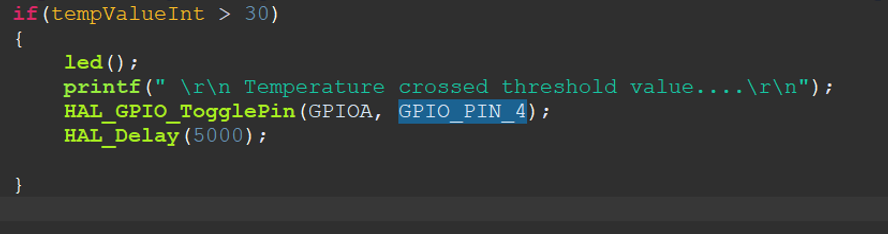 if(tempValueInt > 30)
{
led();
printf(" \r\n Temperature crossed threshold value....\r\n");
HAL_GPIO_TogglePin(GPIOA, GPIO_PIN_4);
HAL_Delay(5000);
}